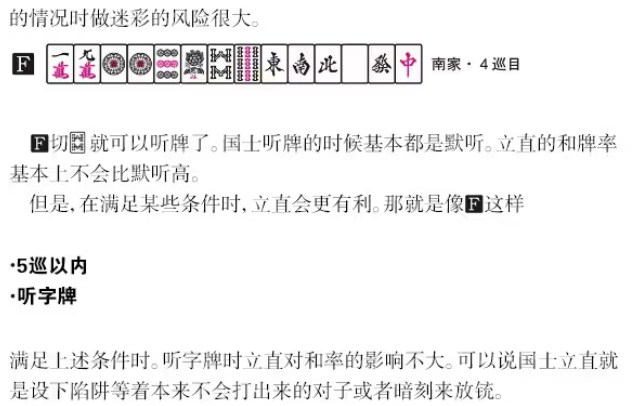 的情况时做迷彩的风险很大。
F 一萬 九萬 東 南 北 發 中 南家・4巡目
F切 就可以听牌了。国士听牌的时候基本都是默听。立直的和牌率
基本上不会比默听高。
但是,在满足某些条件时,立直会更有利。那就是像F这样
·5巡以内
·听字牌
满足上述条件时。听字牌时立直对和率的影响不大。可以说国士立直就
是设下陷阱等着本来不会打出来的对子或者暗刻来放铳。